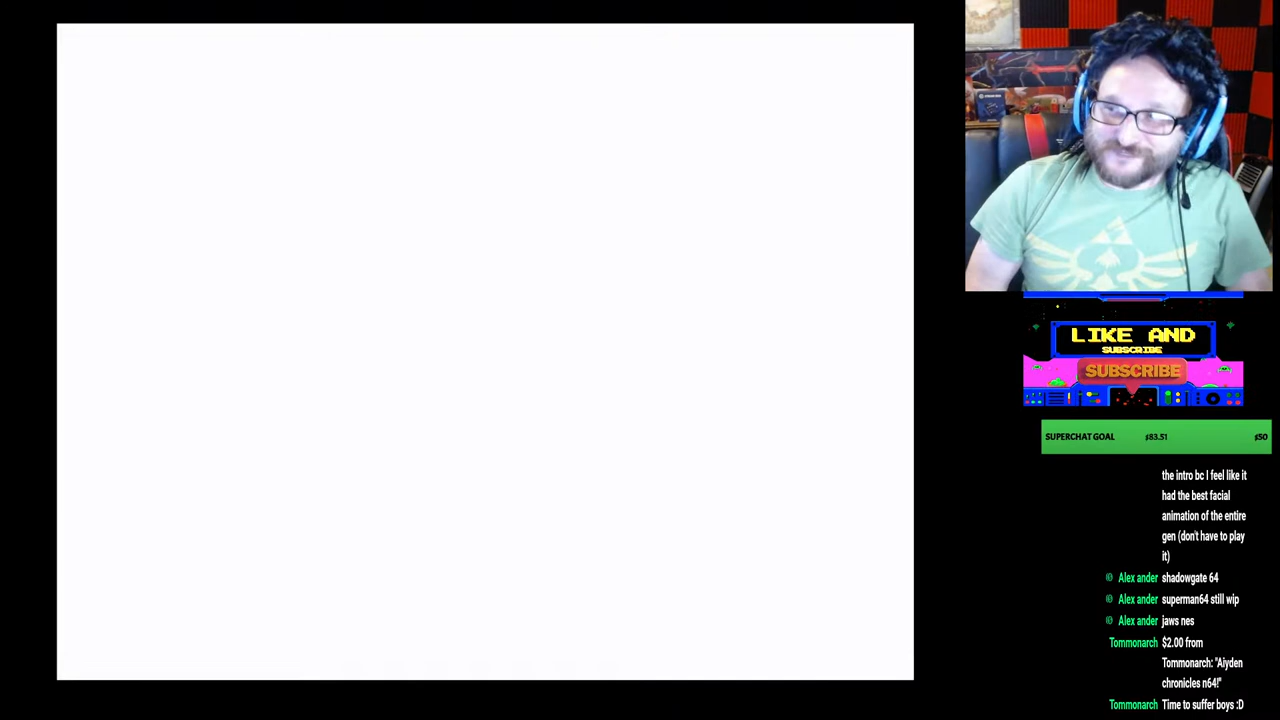 LIKE AND
SUBSCRIBE
SUBSCRIBE
SUPERCHAT GOAL $83.51 $50
the intro bc I feel like it
had the best facial
animation of the entire
gen (don't have to play
it)
Alex ander shadowgate 64
Alex ander superman64 still wip
Alex ander jaws nes
Tommonarch $2.00 from
Tommonarch: "Aiyden
chronicles n64!"
Tommonarch Time to suffer boys :D